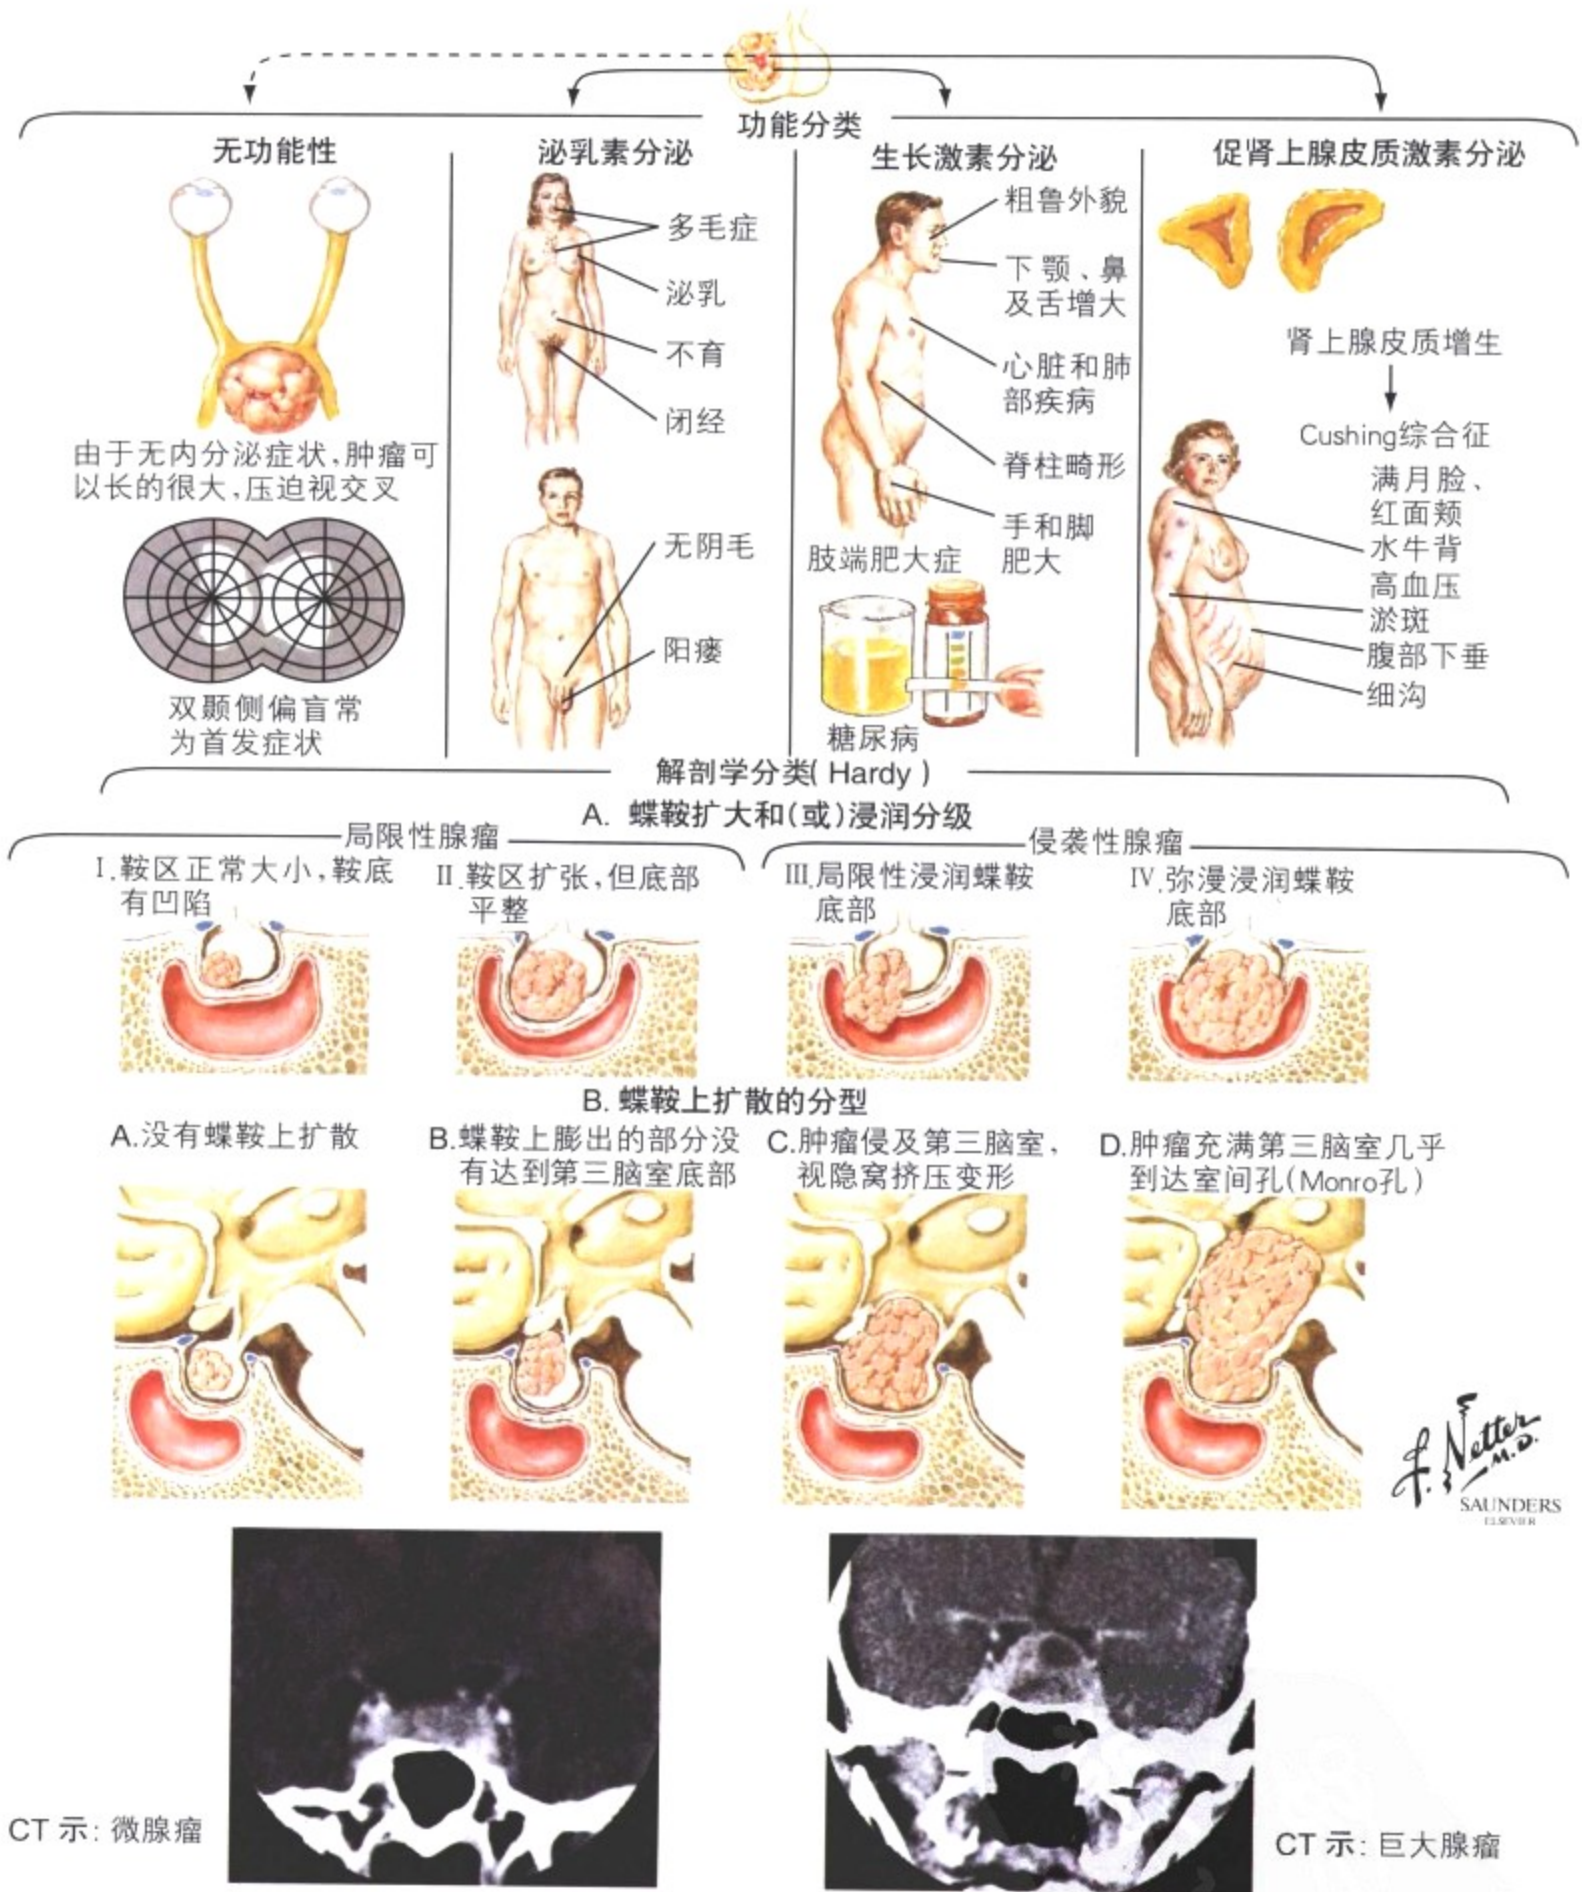 功能分类
无功能性
由于无内分泌症状,肿瘤可
以长的很大,压迫视交叉
双颞侧偏盲常
为首发症状
泌乳素分泌
多毛症
泌乳
不育
闭经
无阴毛
阳痿
生长激素分泌
粗鲁外貌
下颚、鼻
及舌增大
心脏和肺
部疾病
脊柱畸形
手和脚
肥大
肢端肥大症
糖尿病
促肾上腺皮质激素分泌
肾上腺皮质增生
Cushing综合征
满月脸、
红面颊
水牛背
高血压
淤斑
腹部下垂
细沟
解剖学分类( Hardy )
A. 蝶鞍扩大和(或)浸润分级
局限性腺瘤
侵袭性腺瘤
I.鞍区正常大小,鞍底
有凹陷
II.鞍区扩张,但底部
平整
III.局限性浸润蝶鞍
底部
IV.弥漫浸润蝶鞍
底部
B. 蝶鞍上扩散的分型
A.没有蝶鞍上扩散
B.蝶鞍上膨出的部分没
有达到第三脑室底部
C.肿瘤侵及第三脑室,
视隐窝挤压变形
D.肿瘤充满第三脑室几乎
到达室间孔(Monro孔)
F. Netter
M.D.
SAUNDERS
ELSEVIER
CT 示: 微腺瘤
CT 示: 巨大腺瘤